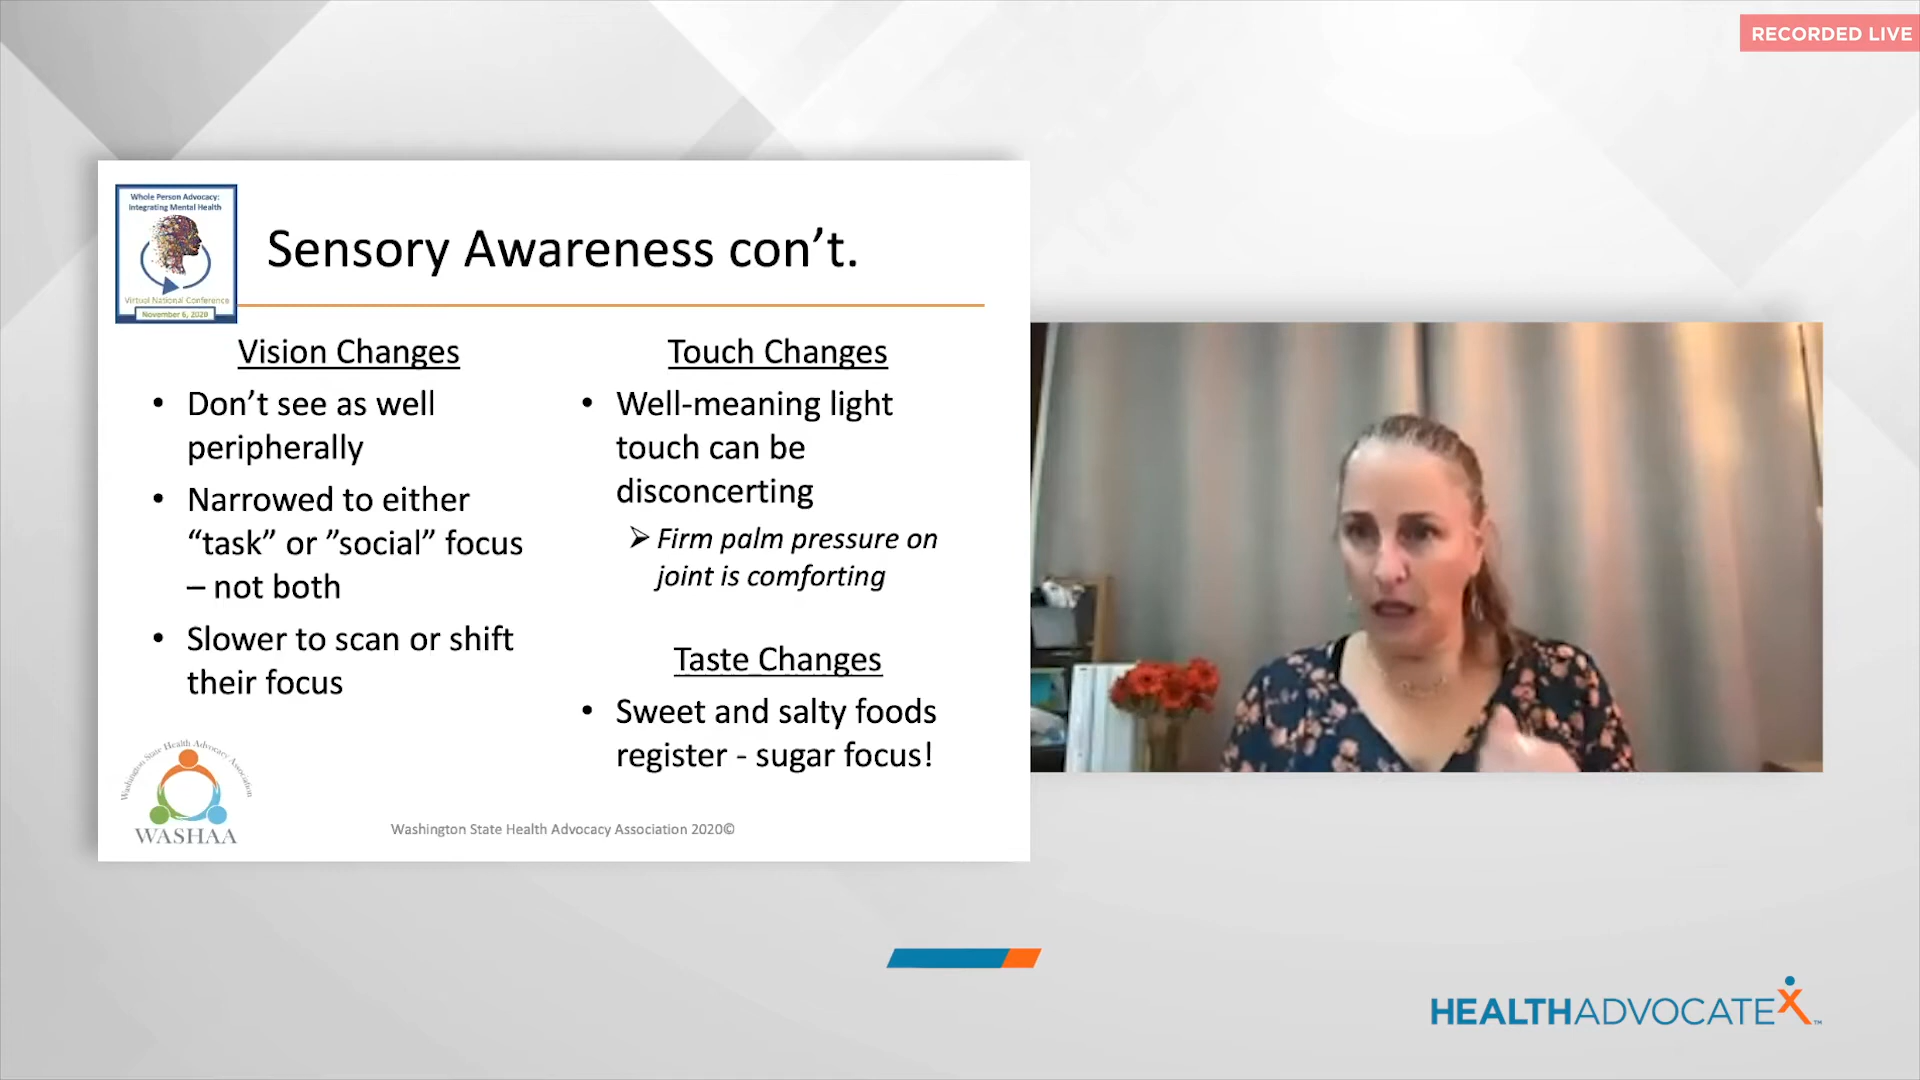 RECORDED LIVE
Whole Person Advocacy:
Integrating Mental Health
Virtual National Conference
November 6, 2020
Sensory Awareness con’t.
Vision Changes
• Don’t see as well
peripherally
• Narrowed to either
“task” or ”social” focus
– not both
• Slower to scan or shift
their focus
Touch Changes
• Well-meaning light
touch can be
disconcerting
➢ Firm palm pressure on
joint is comforting
Taste Changes
• Sweet and salty foods
register - sugar focus!
Washington State Health Advocacy Association
WASHAA
Washington State Health Advocacy Association 2020©
HEALTHADVOCATEX™